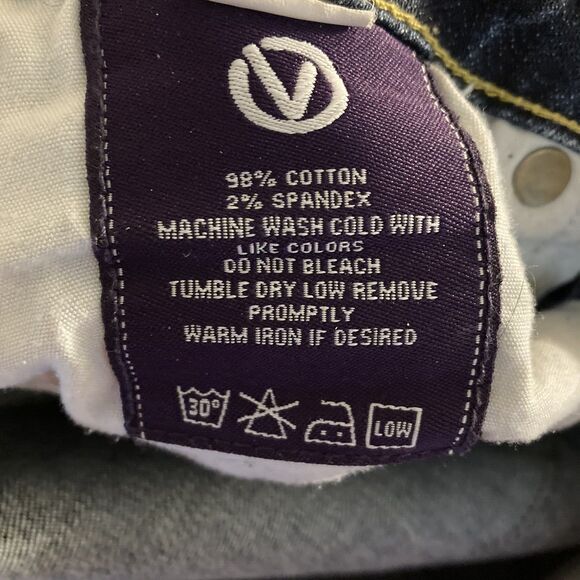 V
98% COTTON
2% SPANDEX
MACHINE WASH COLD WITH
LIKE COLORS
DO NOT BLEACH
TUMBLE DRY LOW REMOVE
PROMPTLY
WARM IRON IF DESIRED
30° LOW